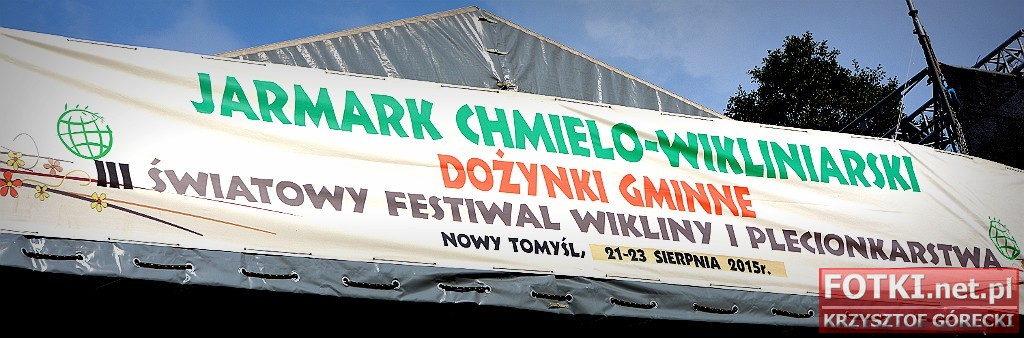 JARMARK CHMIELO-WIKLINIARSKI
DOŻYNKI GMINNE
III ŚWIATOWY FESTIWAL WIKLINY I PLECIONKARSTWA
NOWY TOMYŚL, 21-23 SIERPNIA 2015r.
FOTKI.net.pl
KRZYSZTOF GÓRECKI